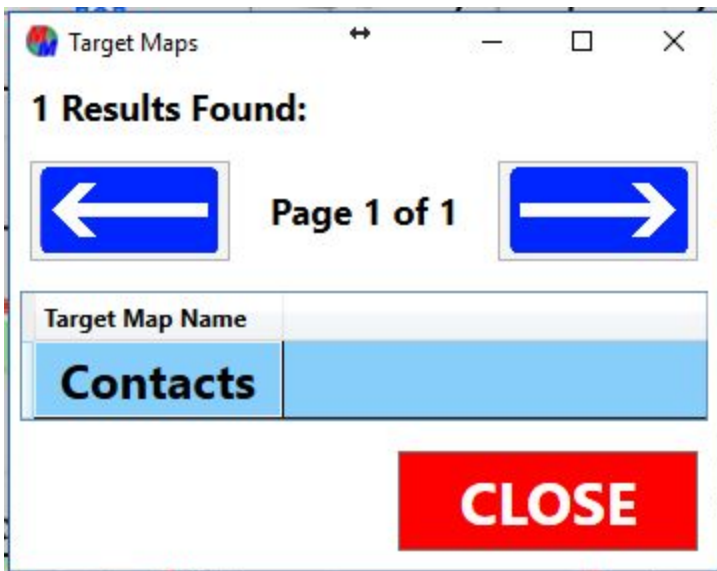 Target Maps
1 Results Found:
Page 1 of 1
Target Map Name
Contacts
CLOSE